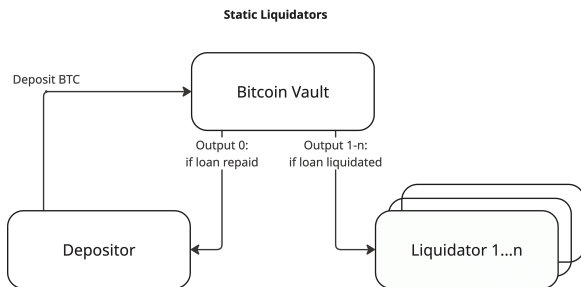 Static Liquidators
Deposit BTC
Bitcoin Vault
Output 0:
if loan repaid
Output 1-n:
if loan liquidated
Depositor
Liquidator 1...n